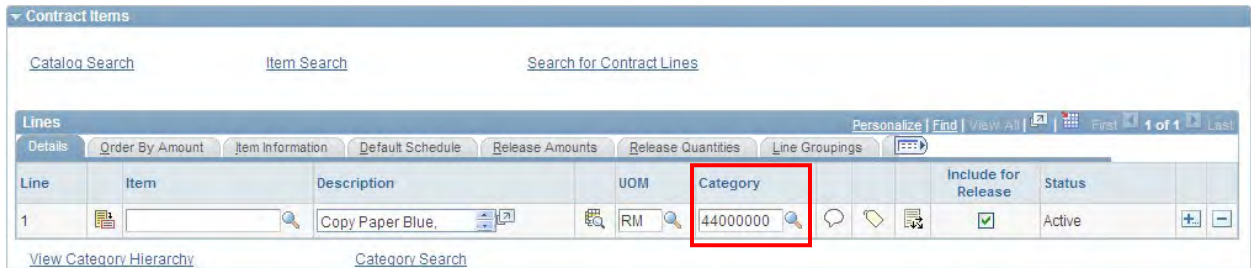 Contract Items
Catalog Search Item Search Search for Contract Lines
Lines Personalize | Find | View All | First 1 of 1 Last
Details Order By Amount Item Information Default Schedule Release Amounts Release Quantities Line Groupings
Line Item Description UOM Category Include for Release Status
1 Copy Paper Blue, RM 44000000 Active
View Category Hierarchy Category Search